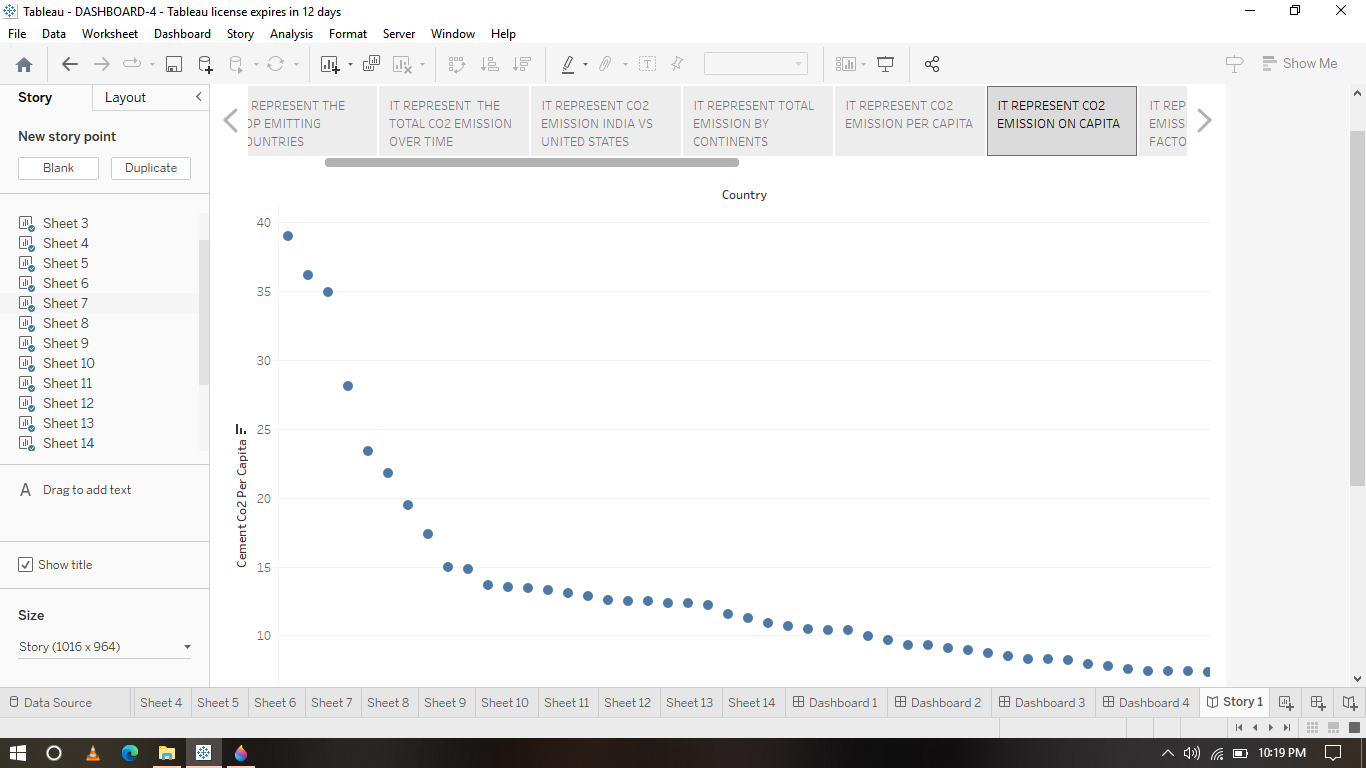 Tableau - DASHBOARD-4 - Tableau license expires in 12 days
File Data Worksheet Dashboard Story Analysis Format Server Window Help
Show Me
Story Layout
New story point
Blank Duplicate
Sheet 3
Sheet 4
Sheet 5
Sheet 6
Sheet 7
Sheet 8
Sheet 9
Sheet 10
Sheet 11
Sheet 12
Sheet 13
Sheet 14
A Drag to add text
Show title
Size
Story (1016 x 964)
REPRESENT THE
OP EMITTING
OUNTRIES
IT REPRESENT THE
TOTAL CO2 EMISSION
OVER TIME
IT REPRESENT CO2
EMISSION INDIA VS
UNITED STATES
IT REPRESENT TOTAL
EMISSION BY
CONTINENTS
IT REPRESENT CO2
EMISSION PER CAPITA
IT REPRESENT CO2
EMISSION ON CAPITA
IT REP
EMISS
FACTO
Country
40
35
30
25
20
15
10
Cement Co2 Per Capita
Data Source Sheet 4 Sheet 5 Sheet 6 Sheet 7 Sheet 8 Sheet 9 Sheet 10 Sheet 11 Sheet 12 Sheet 13 Sheet 14 Dashboard 1 Dashboard 2 Dashboard 3 Dashboard 4 Story 1
10:19 PM